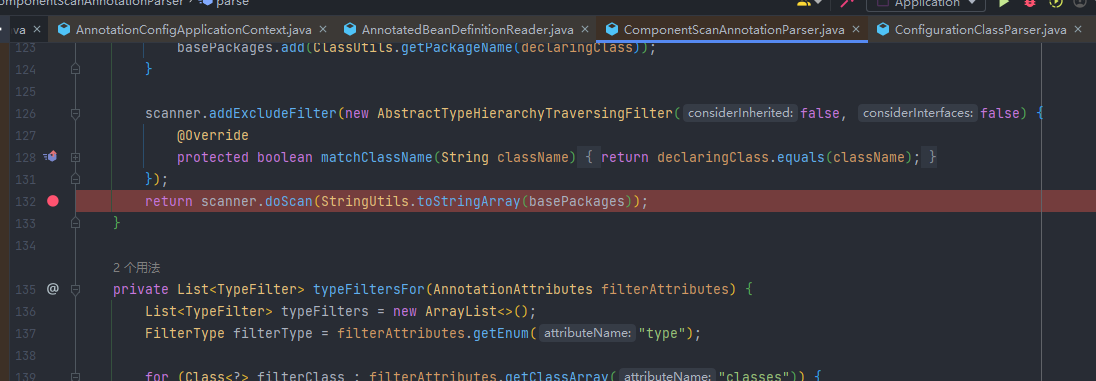 omponentScanAnnotationParser > parse
Application
va × AnnotationConfigApplicationContext.java × AnnotatedBeanDefinitionReader.java × ComponentScanAnnotationParser.java × ConfigurationClassParser.java ×
123 basePackages.add(ClassUtils.getPackageName(declaringClass));
124 }
125
126 scanner.addExcludeFilter(new AbstractTypeHierarchyTraversingFilter( considerInherited: false, considerInterfaces: false) {
127 @Override
128 protected boolean matchClassName(String className) { return declaringClass.equals(className); }
131 });
132 return scanner.doScan(StringUtils.toStringArray(basePackages));
133 }
134
2 个用法
135 @ private List<TypeFilter> typeFiltersFor(AnnotationAttributes filterAttributes) {
136 List<TypeFilter> typeFilters = new ArrayList<>();
137 FilterType filterType = filterAttributes.getEnum( attributeName: "type");
138
139 for (Class<?> filterClass : filterAttributes.getClassArray( attributeName: "classes")) {